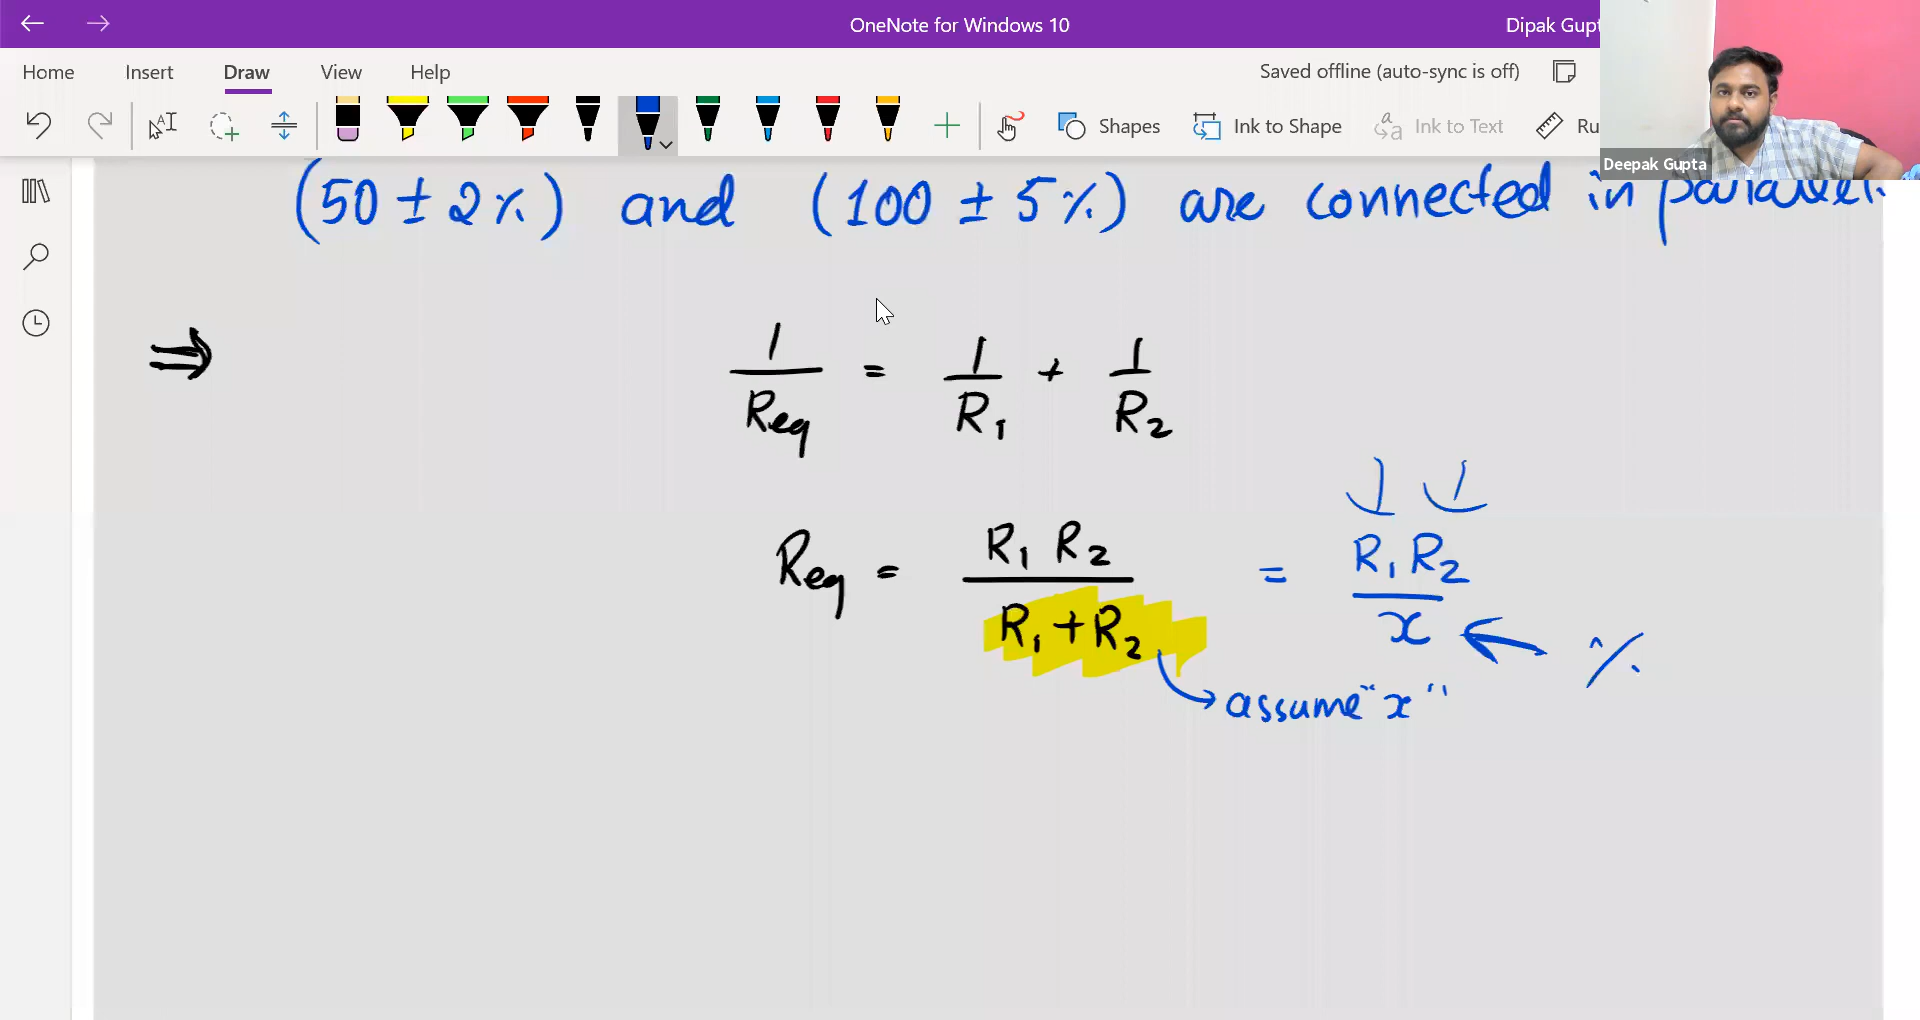 OneNote for Windows 10
Dipak Gupt
Home Insert Draw View Help
Saved offline (auto-sync is off)
Shapes Ink to Shape Ink to Text Ru
Deepak Gupta
(50 ± 2%) and (100 ± 5%) are connected in parallel.
⇒ 1/Req = 1/R₁ + 1/R₂
Req = R₁ R₂ / R₁ + R₂ = R₁ R₂ / x ← %
→ assume "x"